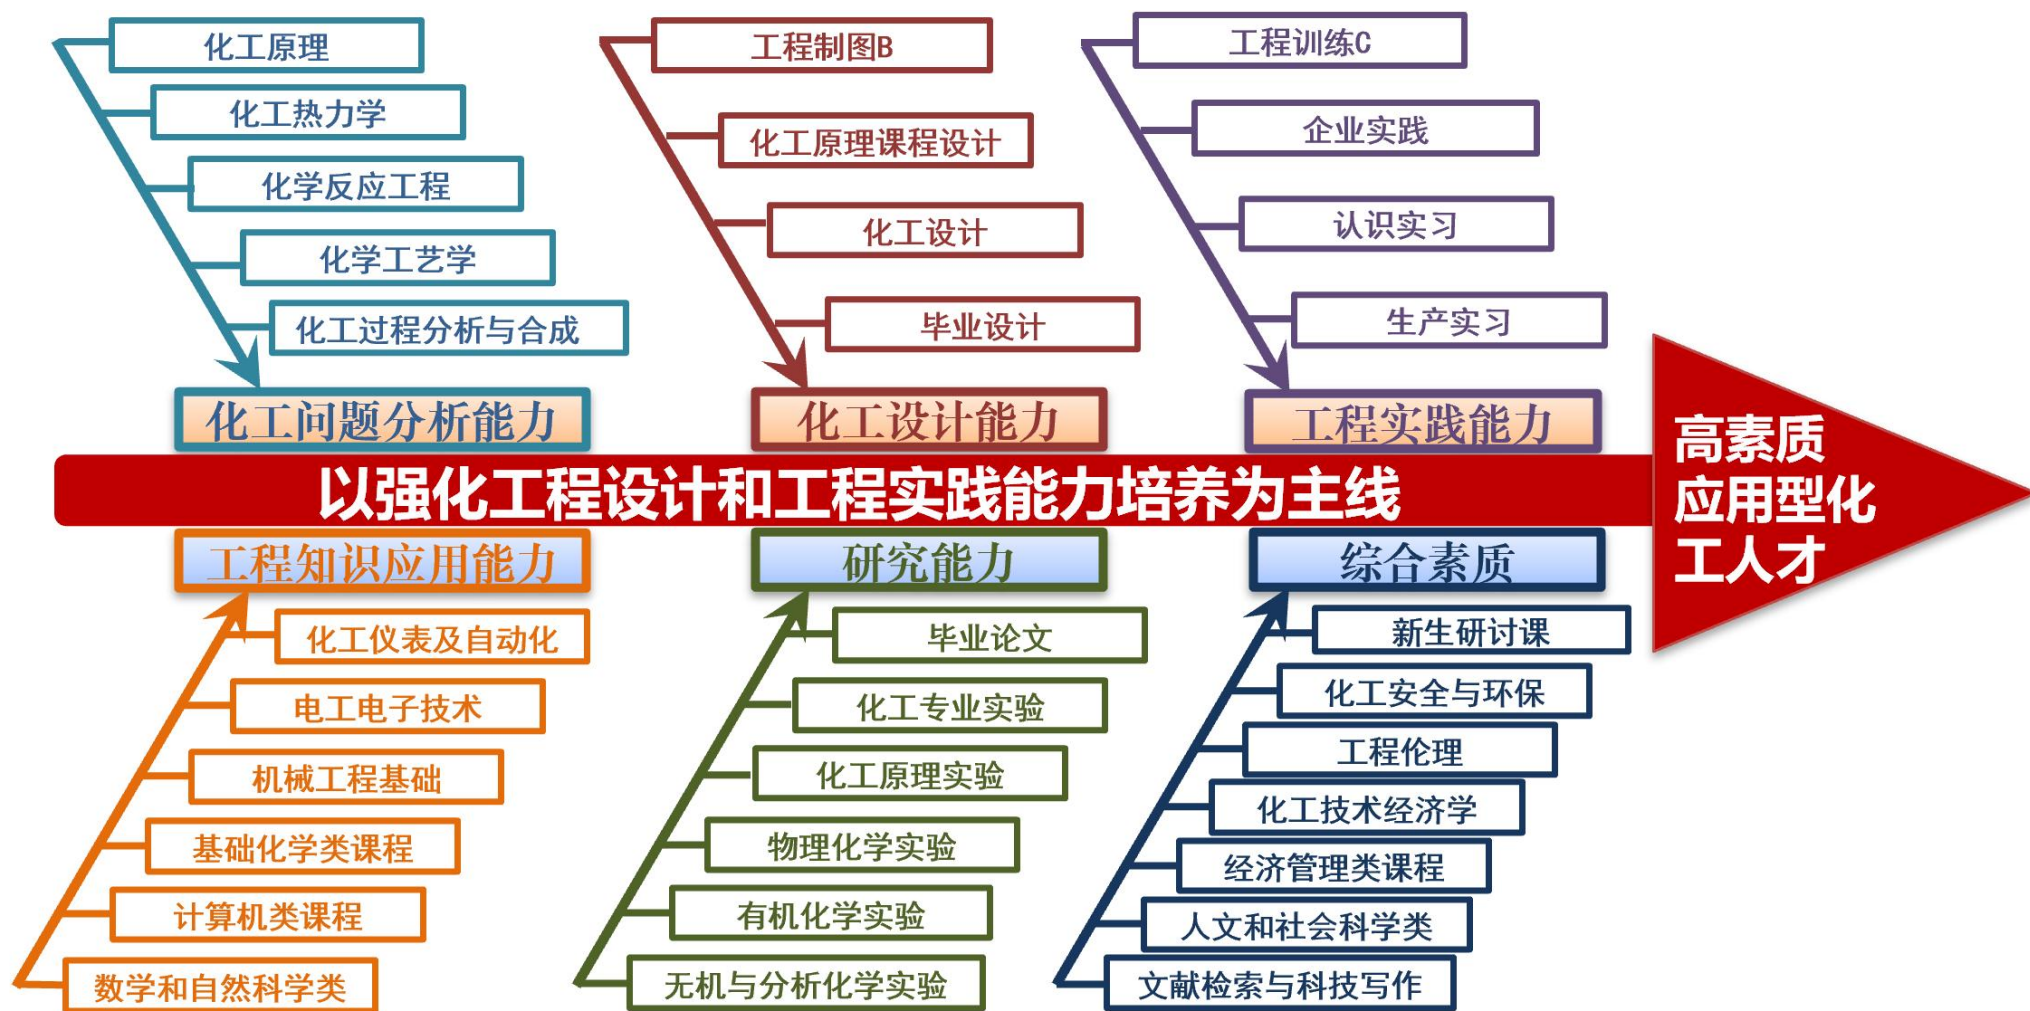 化工原理
化工热力学
化学反应工程
化学工艺学
化工过程分析与合成
化工问题分析能力
工程制图B
化工原理课程设计
化工设计
毕业设计
化工设计能力
工程训练C
企业实践
认识实习
生产实习
工程实践能力
以强化工程设计和工程实践能力培养为主线
高素质
应用型化
工人才
工程知识应用能力
化工仪表及自动化
电工电子技术
机械工程基础
基础化学类课程
计算机类课程
数学和自然科学类
研究能力
毕业论文
化工专业实验
化工原理实验
物理化学实验
有机化学实验
无机与分析化学实验
综合素质
新生研讨课
化工安全与环保
工程伦理
化工技术经济学
经济管理类课程
人文和社会科学类
文献检索与科技写作